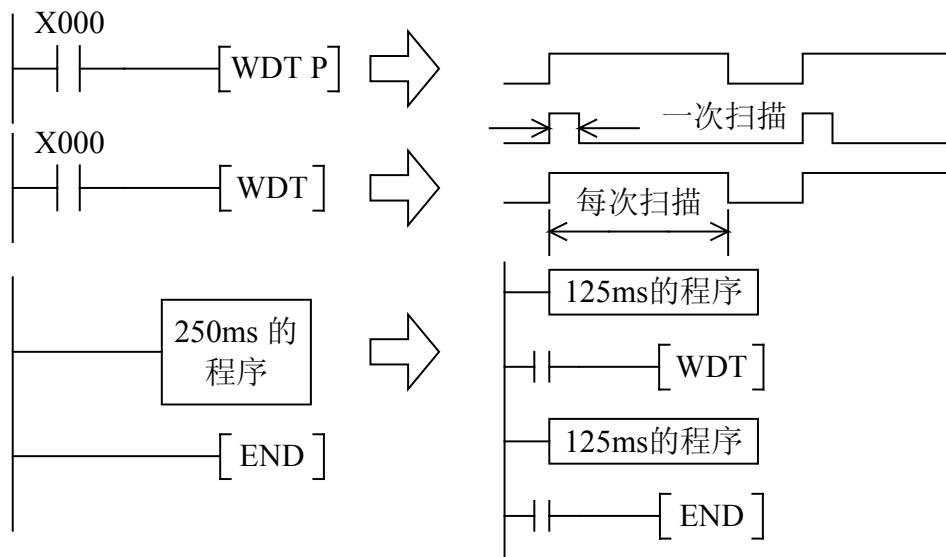 X000
WDT P
一次扫描
X000
WDT
每次扫描
250ms 的
程序
END
125ms的程序
WDT
125ms的程序
END